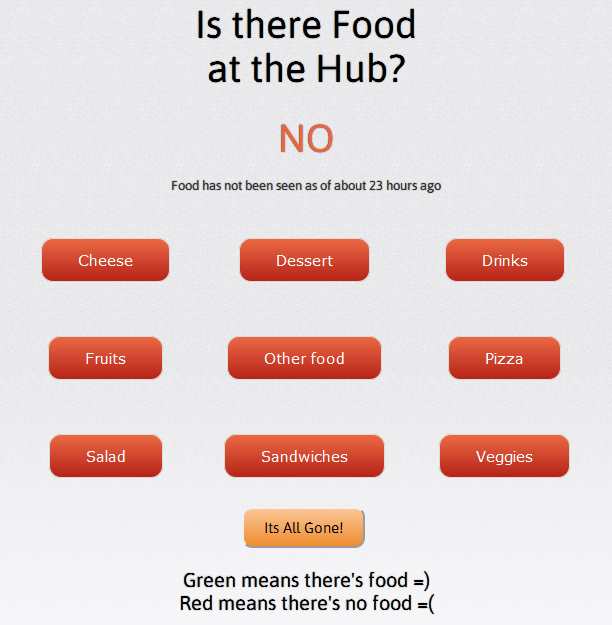 Is there Food
at the Hub?
NO
Food has not been seen as of about 23 hours ago
Cheese
Dessert
Drinks
Fruits
Other food
Pizza
Salad
Sandwiches
Veggies
Its All Gone!
Green means there's food =)
Red means there's no food =(